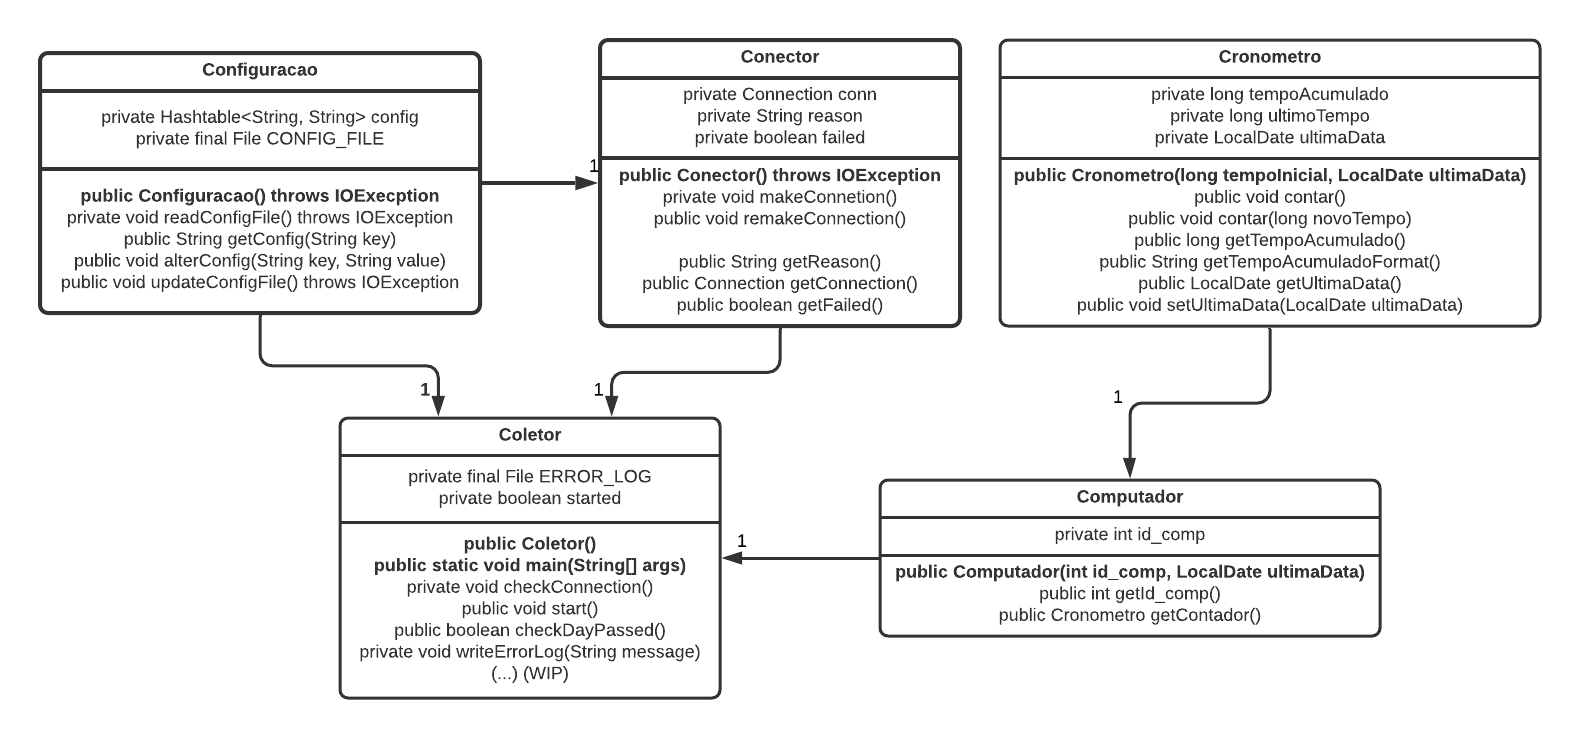 Configuracao
private Hashtable<String, String> config
private final File CONFIG_FILE
public Configuracao() throws IOExecption
private void readConfigFile() throws IOException
public String getConfig(String key)
public void alterConfig(String key, String value)
public void updateConfigFile() throws IOException
1
Conector
private Connection conn
private String reason
private boolean failed
public Conector() throws IOException
private void makeConnetion()
public void remakeConnection()
public String getReason()
public Connection getConnection()
public boolean getFailed()
Cronometro
private long tempoAcumulado
private long ultimoTempo
private LocalDate ultimaData
public Cronometro(long tempoInicial, LocalDate ultimaData)
public void contar()
public void contar(long novoTempo)
public long getTempoAcumulado()
public String getTempoAcumuladoFormat()
public LocalDate getUltimaData()
public void setUltimaData(LocalDate ultimaData)
1
1
1
Coletor
private final File ERROR_LOG
private boolean started
public Coletor()
public static void main(String[] args)
private void checkConnection()
public void start()
public boolean checkDayPassed()
private void writeErrorLog(String message)
(...) (WIP)
1
Computador
private int id_comp
public Computador(int id_comp, LocalDate ultimaData)
public int getId_comp()
public Cronometro getContador()